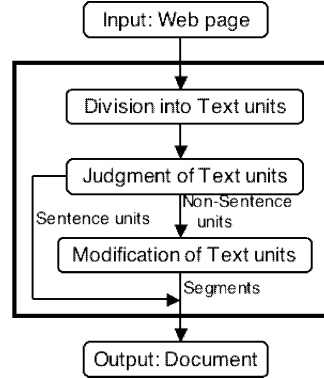 Input: Web page
Division into Text units
Judgment of Text units
Non-Sentence
units
Sentence units
Modification of Text units
Segments
Output: Document